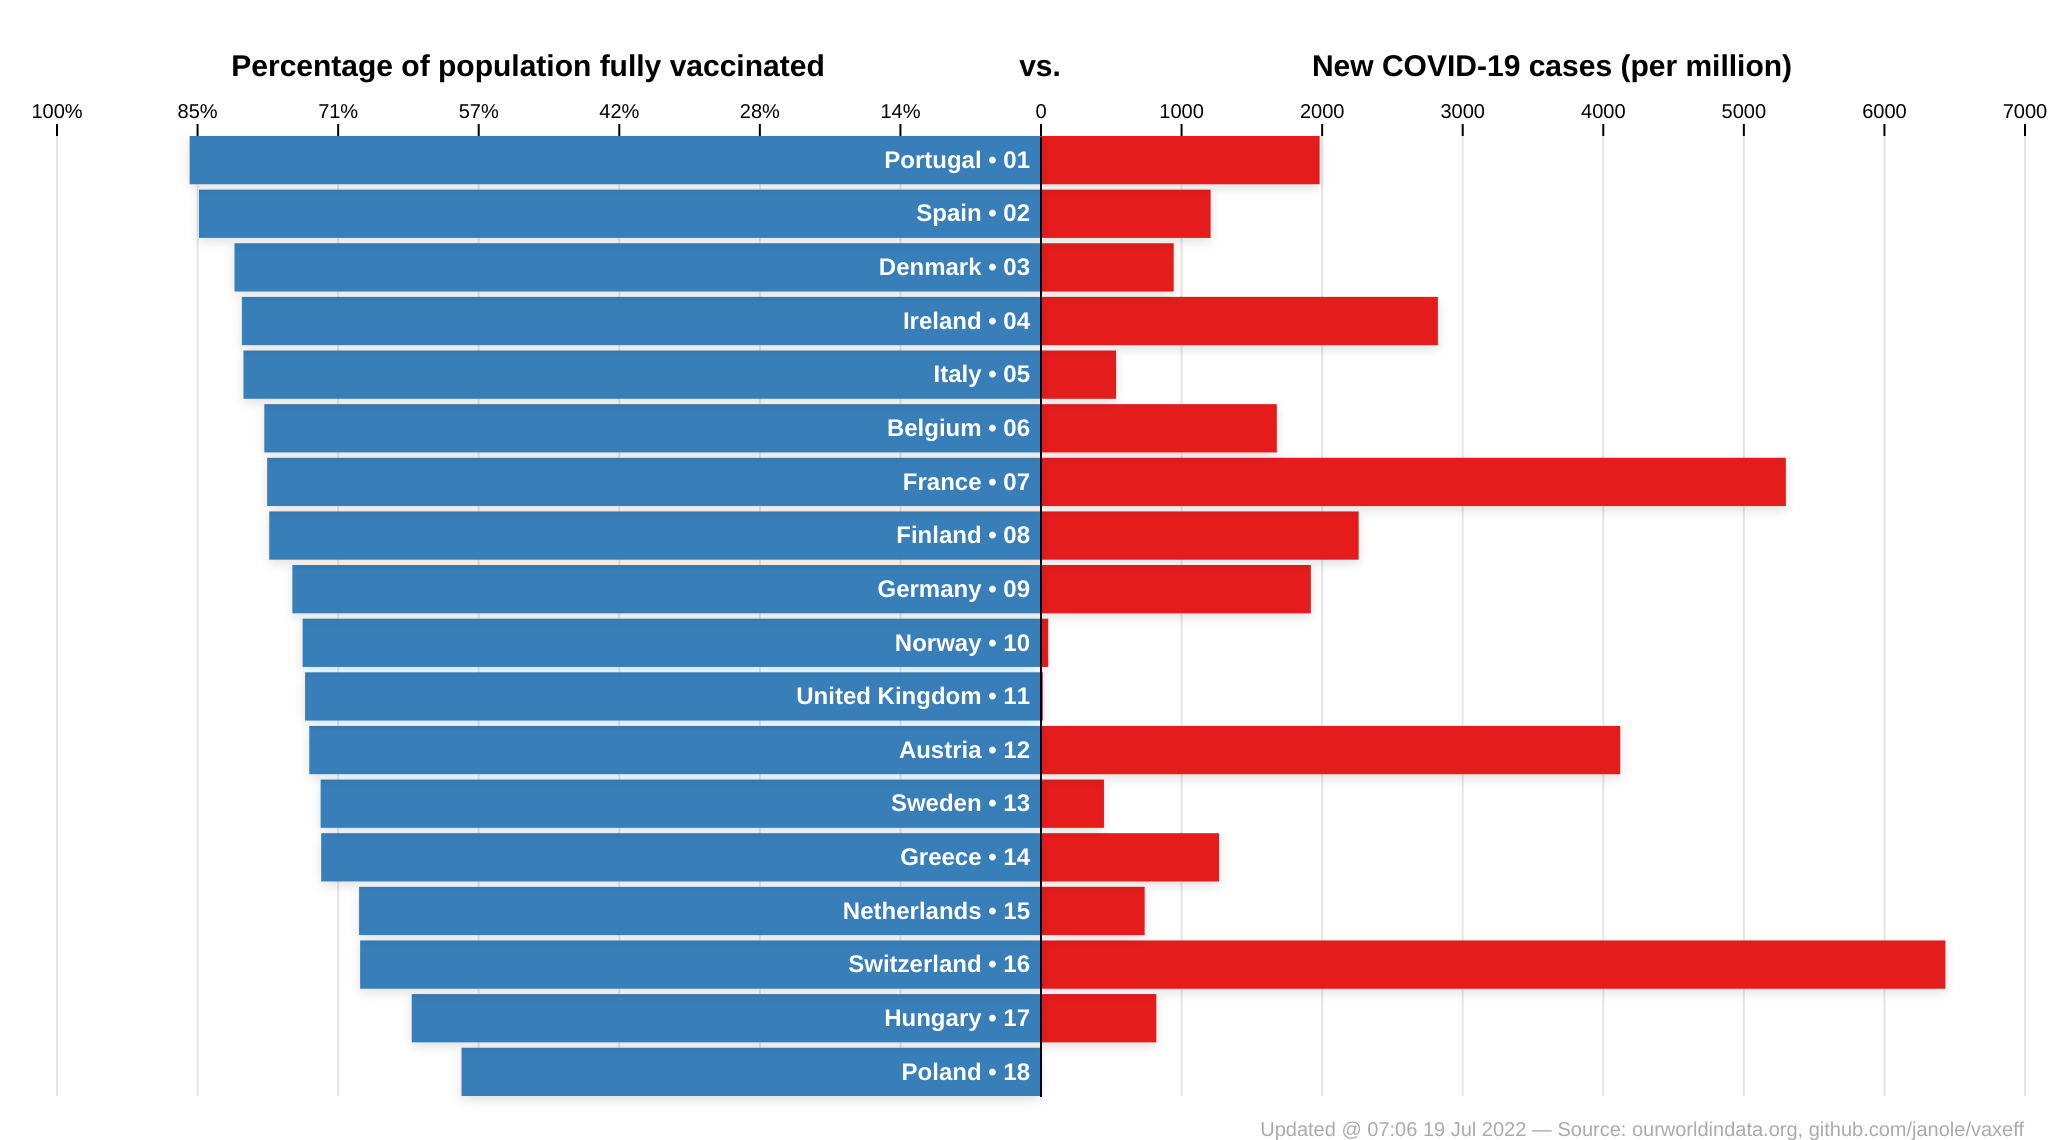 Percentage of population fully vaccinated vs. New COVID-19 cases (per million)
100% 85% 71% 57% 42% 28% 14% 0 1000 2000 3000 4000 5000 6000 7000
Portugal • 01
Spain • 02
Denmark • 03
Ireland • 04
Italy • 05
Belgium • 06
France • 07
Finland • 08
Germany • 09
Norway • 10
United Kingdom • 11
Austria • 12
Sweden • 13
Greece • 14
Netherlands • 15
Switzerland • 16
Hungary • 17
Poland • 18
Updated @ 07:06 19 Jul 2022 — Source: ourworldindata.org, github.com/janole/vaxeff